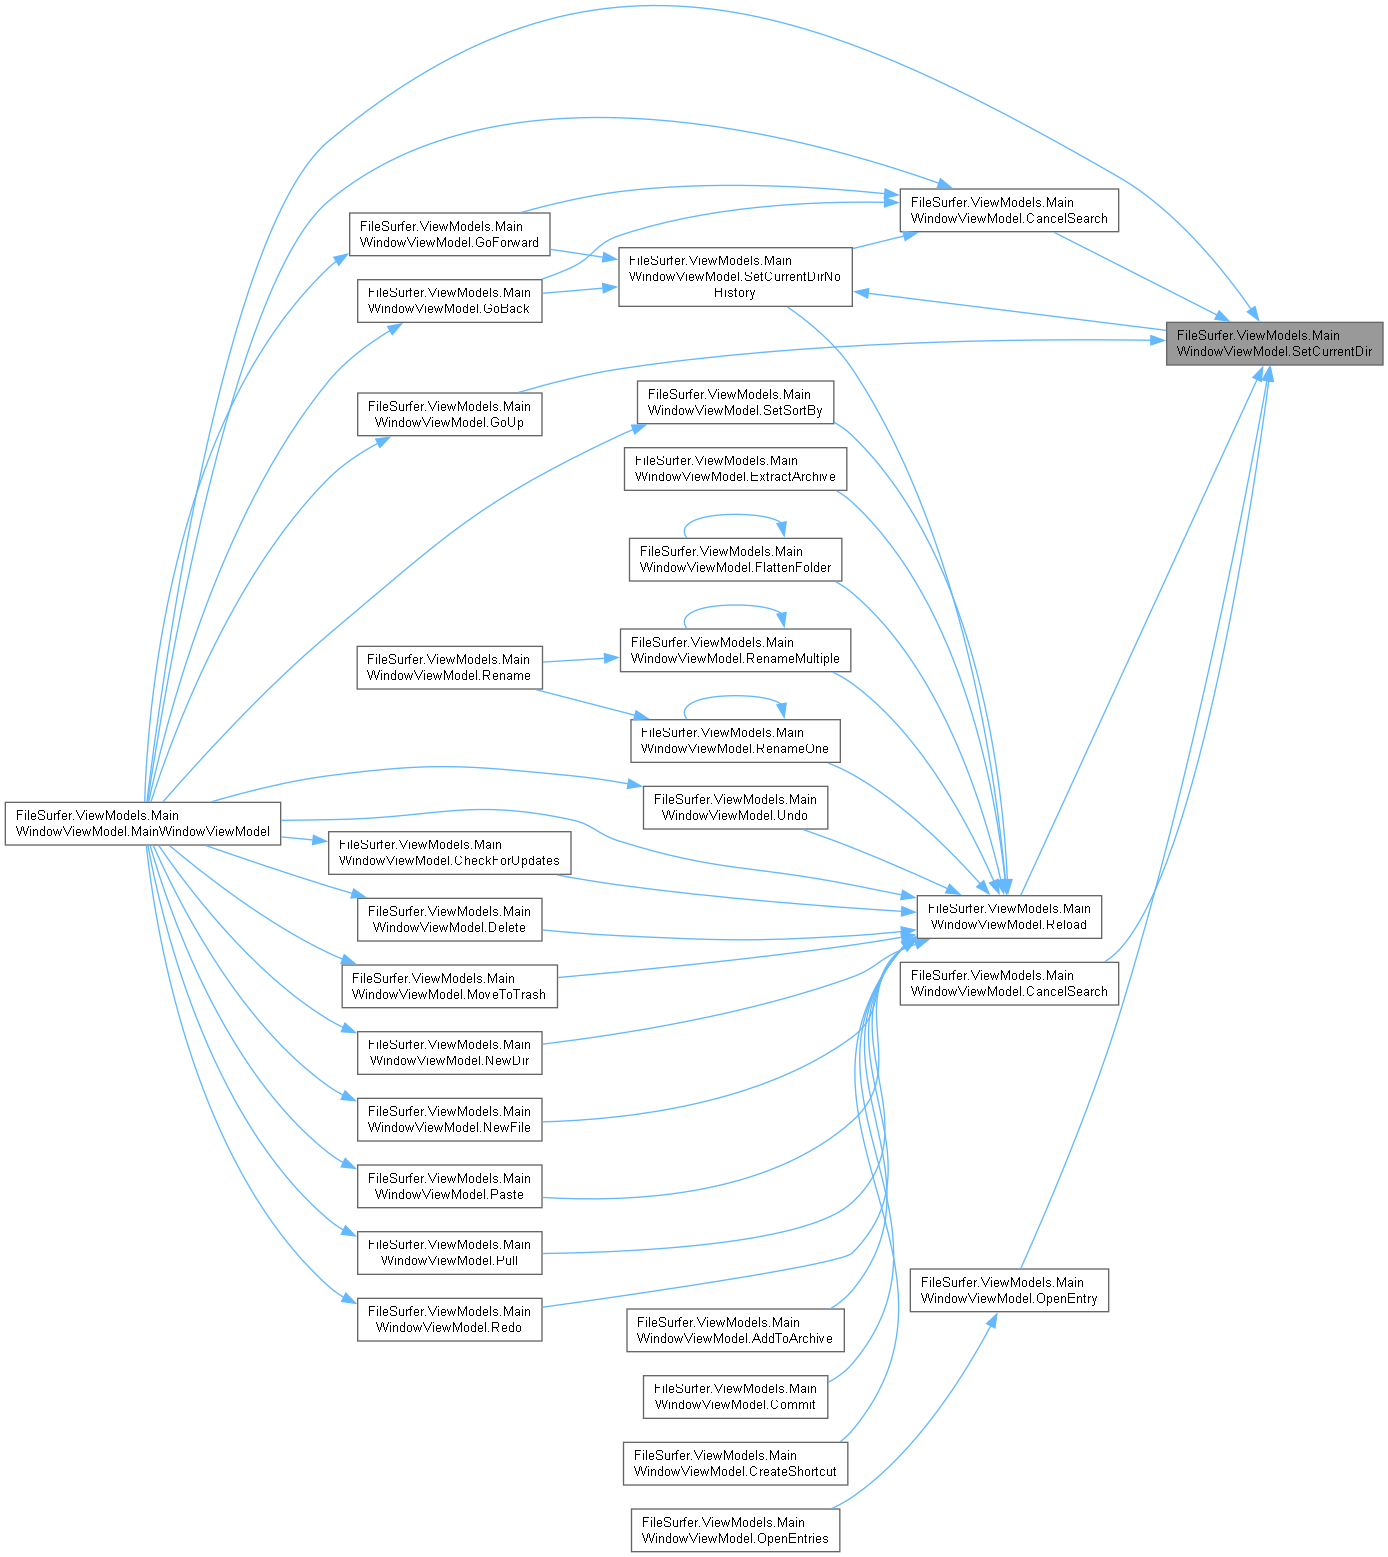 FileSurfer.ViewModels.Main
WindowViewModel.CancelSearch
FileSurfer.ViewModels.Main
WindowViewModel.GoForward
FileSurfer.ViewModels.Main
WindowViewModel.SetCurrentDirNo
History
FileSurfer.ViewModels.Main
WindowViewModel.GoBack
FileSurfer.ViewModels.Main
WindowViewModel.SetCurrentDir
FileSurfer.ViewModels.Main
WindowViewModel.GoUp
FileSurfer.ViewModels.Main
WindowViewModel.SetSortBy
FileSurfer.ViewModels.Main
WindowViewModel.ExtractArchive
FileSurfer.ViewModels.Main
WindowViewModel.FlattenFolder
FileSurfer.ViewModels.Main
WindowViewModel.RenameMultiple
FileSurfer.ViewModels.Main
WindowViewModel.Rename
FileSurfer.ViewModels.Main
WindowViewModel.RenameOne
FileSurfer.ViewModels.Main
WindowViewModel.Undo
FileSurfer.ViewModels.Main
WindowViewModel.MainWindowViewModel
FileSurfer.ViewModels.Main
WindowViewModel.CheckForUpdates
FileSurfer.ViewModels.Main
WindowViewModel.Delete
FileSurfer.ViewModels.Main
WindowViewModel.Reload
FileSurfer.ViewModels.Main
WindowViewModel.MoveToTrash
FileSurfer.ViewModels.Main
WindowViewModel.CancelSearch
FileSurfer.ViewModels.Main
WindowViewModel.NewDir
FileSurfer.ViewModels.Main
WindowViewModel.NewFile
FileSurfer.ViewModels.Main
WindowViewModel.Paste
FileSurfer.ViewModels.Main
WindowViewModel.Pull
FileSurfer.ViewModels.Main
WindowViewModel.OpenEntry
FileSurfer.ViewModels.Main
WindowViewModel.Redo
FileSurfer.ViewModels.Main
WindowViewModel.AddToArchive
FileSurfer.ViewModels.Main
WindowViewModel.Commit
FileSurfer.ViewModels.Main
WindowViewModel.CreateShortcut
FileSurfer.ViewModels.Main
WindowViewModel.OpenEntries